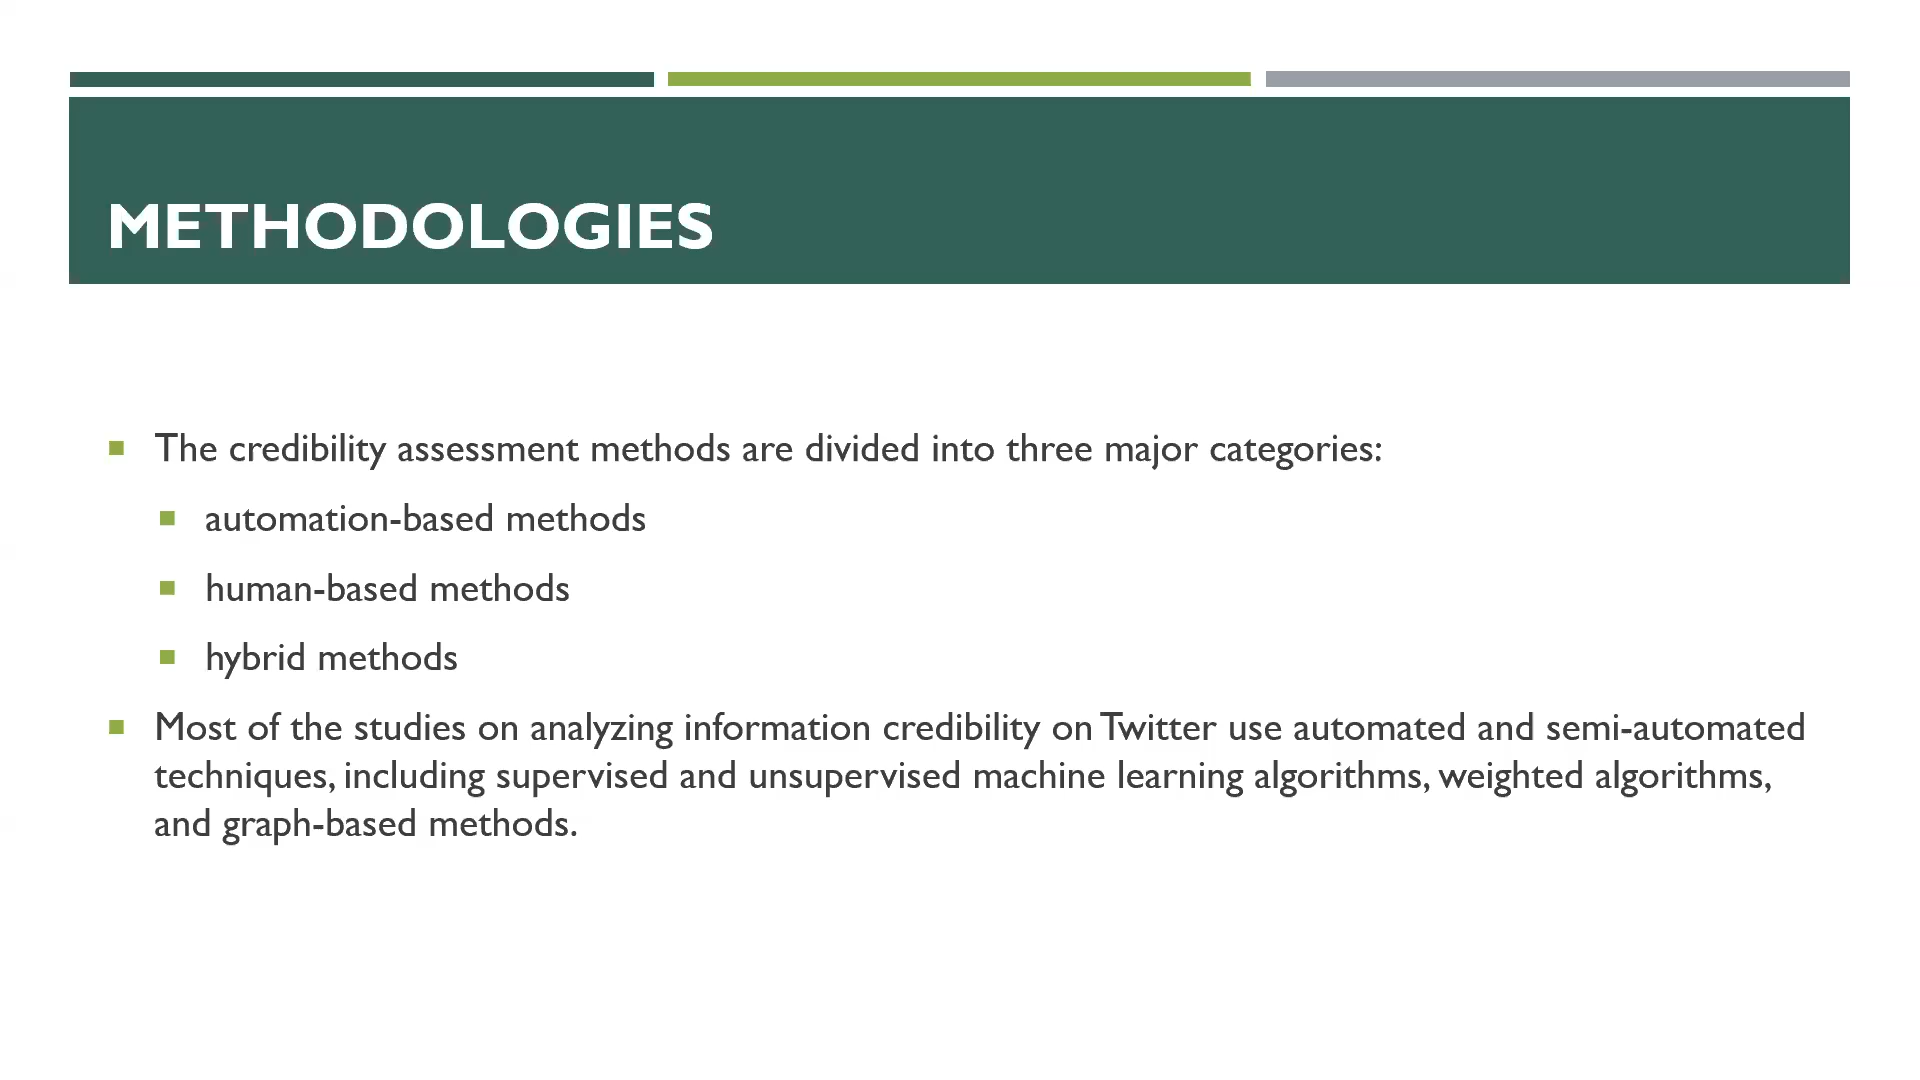 METHODOLOGIES
The credibility assessment methods are divided into three major categories:
automation-based methods
human-based methods
hybrid methods
Most of the studies on analyzing information credibility on Twitter use automated and semi-automated
techniques, including supervised and unsupervised machine learning algorithms, weighted algorithms,
and graph-based methods.